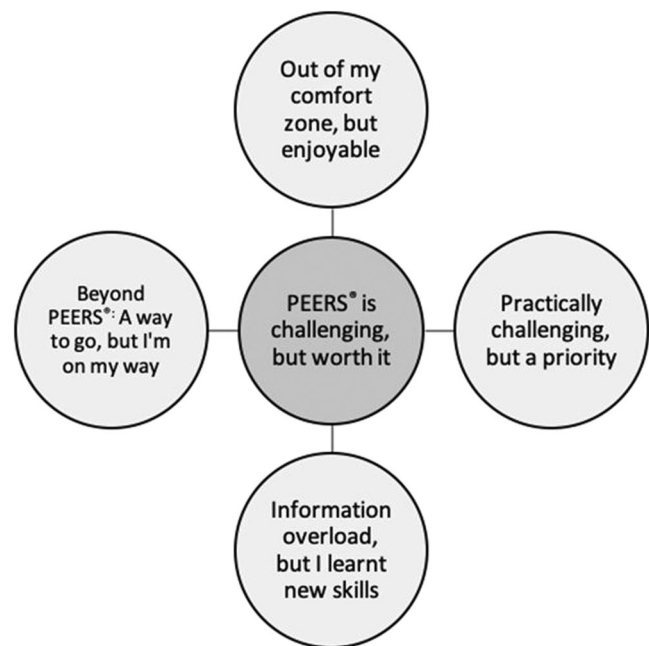 Out of my
comfort
zone, but
enjoyable
Beyond
PEERS®: A way
to go, but I'm
on my way
PEERS® is
challenging,
but worth it
Practically
challenging,
but a priority
Information
overload,
but I learnt
new skills